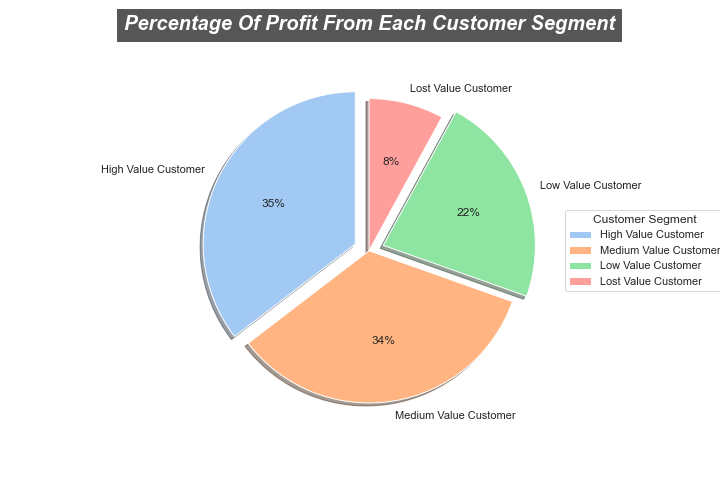 Percentage Of Profit From Each Customer Segment
Lost Value Customer
High Value Customer
8%
Low Value Customer
35%
22%
Customer Segment
High Value Customer
Medium Value Customer
Low Value Customer
Lost Value Customer
34%
Medium Value Customer